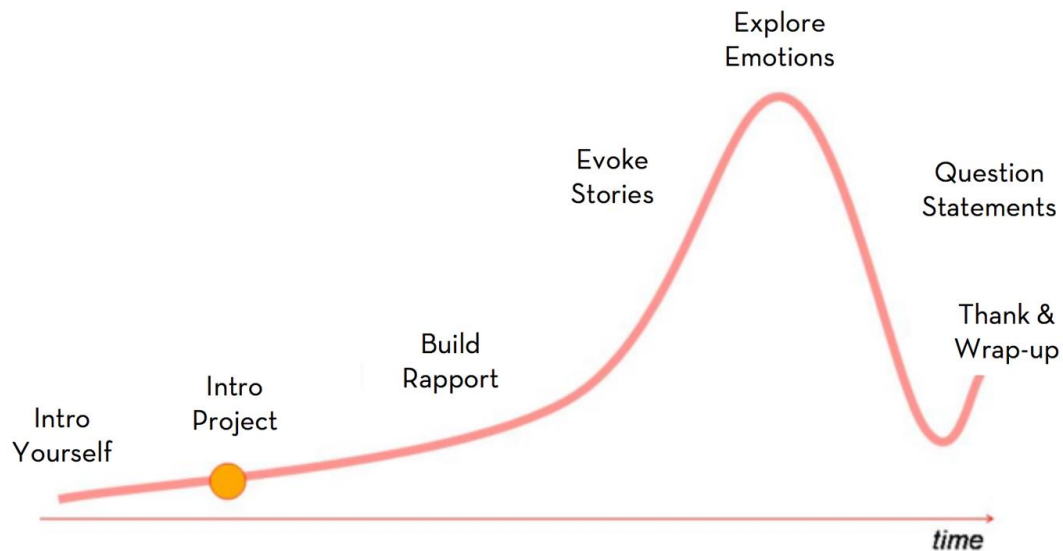 Intro
Yourself
Intro
Project
Build
Rapport
Evoke
Stories
Explore
Emotions
Question
Statements
Thank &
Wrap-up
time